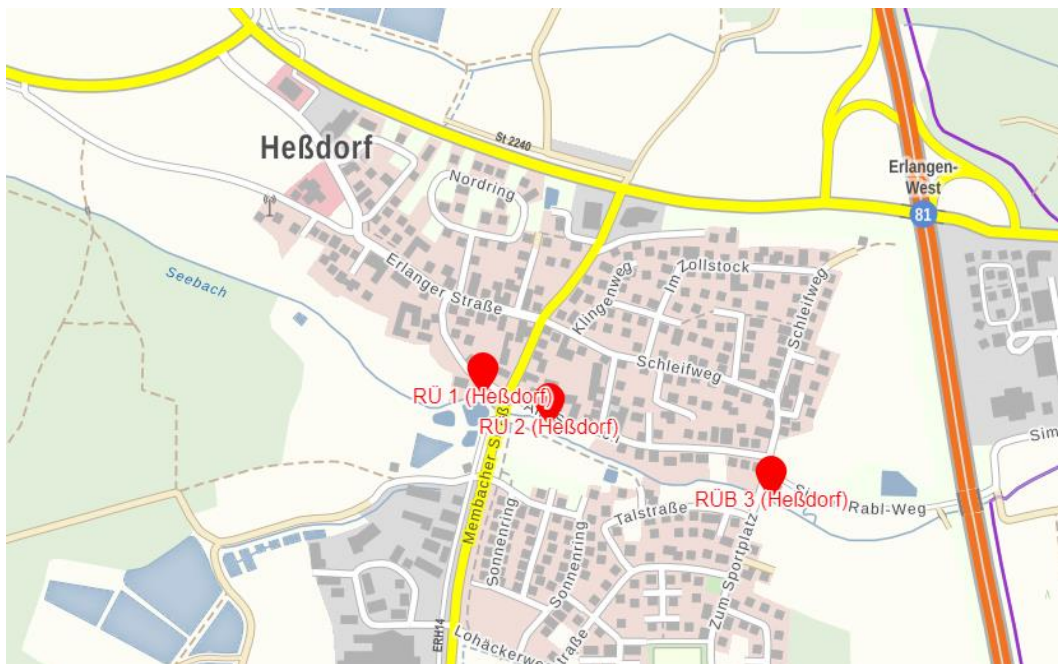 St 2240
Heßdorf
Nordring
Erlangen-
West
81
Seebach
Erlanger Straße
Klingenweg
Im Zollstock
Schleifweg
Schleifweg
RÜ 1 (Heßdorf)
RÜ 2 (Heßdorf)
RÜB 3 (Heßdorf)
Rabl-Weg
Membacher
Talstraße
Sonnenring
Sonnenring
Zum Sportplatz
ERH14